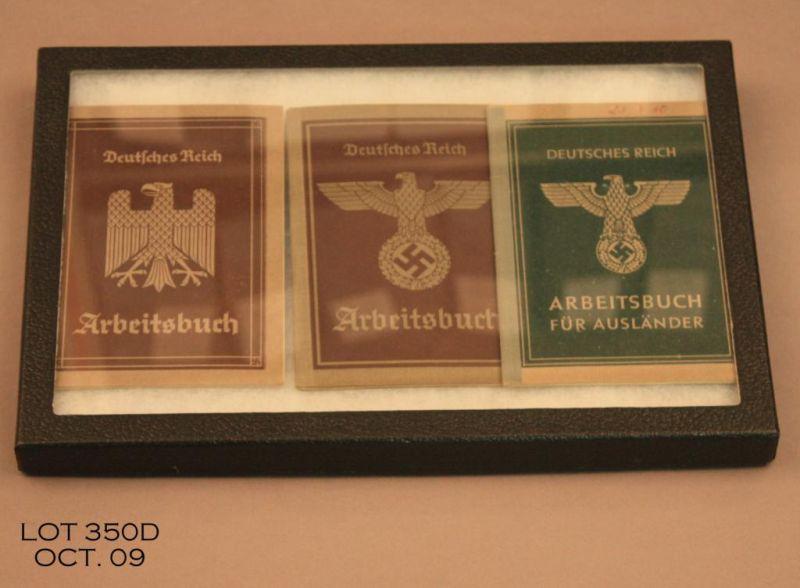 Deutsches Reich
Arbeitsbuch
Deutsches Reich
Arbeitsbuch
DEUTSCHES REICH
ARBEITSBUCH
FÜR AUSLÄNDER
LOT 350D
OCT. 09